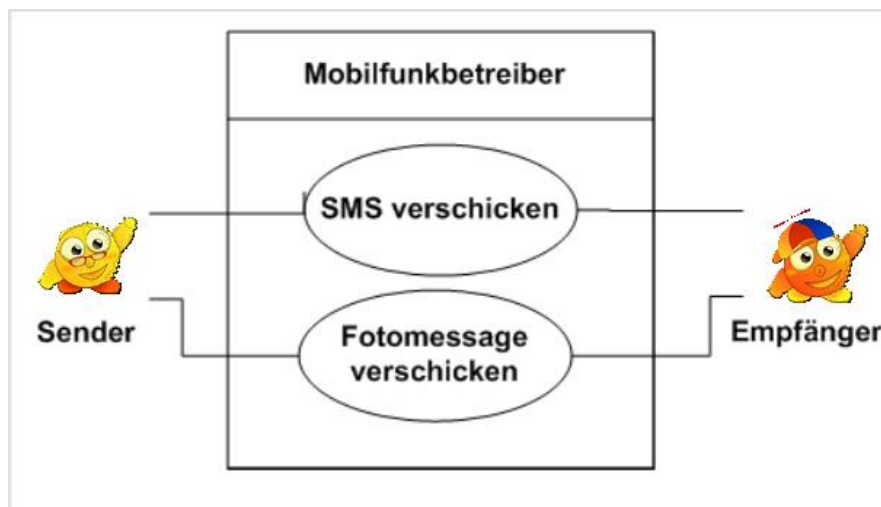 Mobilfunkbetreiber
SMS verschicken
Sender
Fotomessage
verschicken
Empfänger